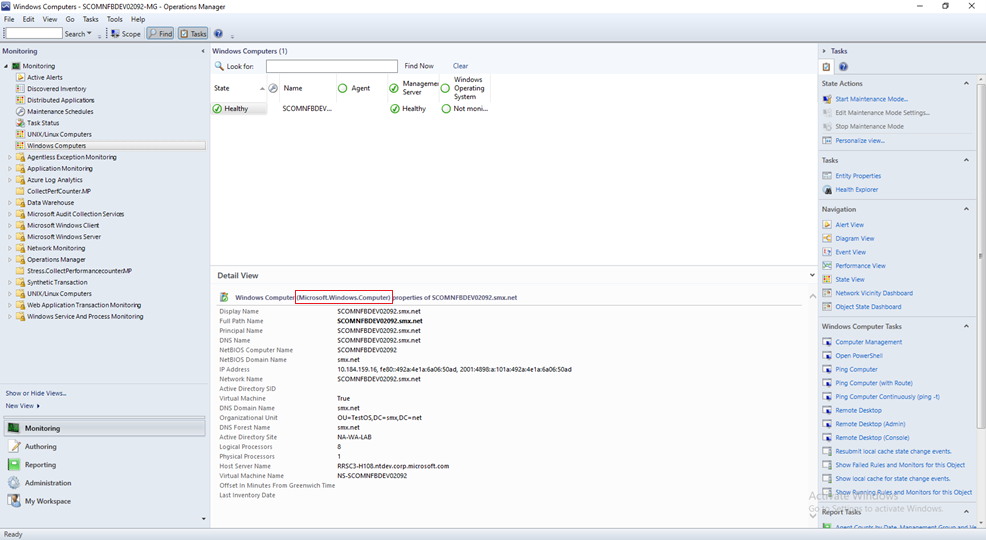 Windows Computers - SCOMNFBDEV02092-MG - Operations Manager
File Edit View Go Tasks Tools Help
Search Scope Find Tasks
Monitoring
Monitoring
Active Alerts
Discovered Inventory
Distributed Applications
Maintenance Schedules
Task Status
UNIX/Linux Computers
Windows Computers
Agentless Exception Monitoring
Application Monitoring
Azure Log Analytics
CollectPerfCounter.MP
Data Warehouse
Microsoft Audit Collection Services
Microsoft Windows Client
Microsoft Windows Server
Network Monitoring
Operations Manager
Stress.CollectPerformancecounter.MP
Synthetic Transaction
UNIX/Linux Computers
Web Application Transaction Monitoring
Windows Service And Process Monitoring
Show or Hide Views...
New View
Monitoring
Authoring
Reporting
Administration
My Workspace
Ready
Windows Computers (1)
Look for: Find Now Clear
State Name Agent Management Server Windows Operating System
Healthy SCOMNFBDEV... Healthy Not moni...
Detail View
Windows Computer (Microsoft.Windows.Computer) properties of SCOMNFBDEV02092.smx.net
Display Name SCOMNFBDEV02092.smx.net
Full Path Name SCOMNFBDEV02092.smx.net
Principal Name SCOMNFBDEV02092.smx.net
DNS Name SCOMNFBDEV02092.smx.net
NetBIOS Computer Name SCOMNFBDEV02092
NetBIOS Domain Name smx.net
IP Address 10.184.159.16, fe80::492a:4e1a:6a06:50ad, 2001:4898:a:101a:492a:4e1a:6a06:50ad
Network Name SCOMNFBDEV02092.smx.net
Active Directory SID
Virtual Machine True
DNS Domain Name smx.net
Organizational Unit OU=TestOS,DC=smx,DC=net
DNS Forest Name smx.net
Active Directory Site NA-WA-LAB
Logical Processors 8
Physical Processors 1
Host Server Name RRSC3-H108.ntdev.corp.microsoft.com
Virtual Machine Name NS-SCOMNFBDEV02092
Offset In Minutes From Greenwich Time
Last Inventory Date
Tasks
State Actions
Start Maintenance Mode...
Edit Maintenance Mode Settings...
Stop Maintenance Mode
Personalize view...
Tasks
Entity Properties
Health Explorer
Navigation
Alert View
Diagram View
Event View
Performance View
State View
Network Vicinity Dashboard
Object State Dashboard
Windows Computer Tasks
Computer Management
Open PowerShell
Ping Computer
Ping Computer (with Route)
Ping Computer Continuously (ping -t)
Remote Desktop
Remote Desktop (Admin)
Remote Desktop (Console)
Resubmit local cache state change events.
Show Failed Rules and Monitors for this Object
Show local cache for state change events.
Show Running Rules and Monitors for this Object
Activate Windows
Go to Settings to activate Windows.
Report Tasks
Agent Counts by Date, Management Group and Ve